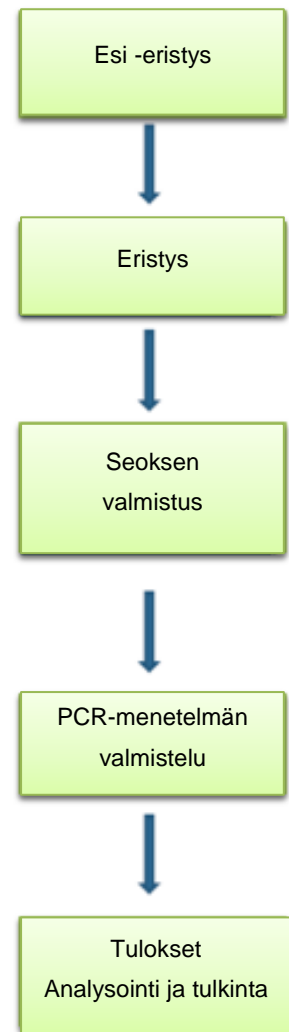 Esi -eristys
Eristys
Seoksen
valmistus
PCR-menetelmän
valmistelu
Tulokset
Analysointi ja tulkinta